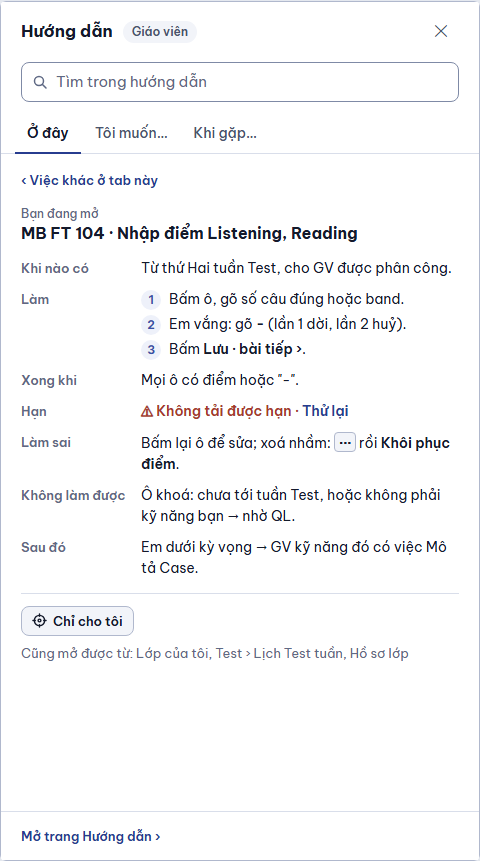 Hướng dẫn
Giáo viên
Tìm trong hướng dẫn
Ở đây
Tôi muốn...
Khi gặp...
‹ Việc khác ở tab này
Bạn đang mở
MB FT 104 · Nhập điểm Listening, Reading
Khi nào có
Từ thứ Hai tuần Test, cho GV được phân công.
Làm
1 Bấm ô, gõ số câu đúng hoặc band.
2 Em vắng: gõ - (lần 1 dời, lần 2 huỷ).
3 Bấm Lưu · bài tiếp ›.
Xong khi
Mọi ô có điểm hoặc "-".
Hạn
⚠ Không tải được hạn · Thử lại
Làm sai
Bấm lại ô để sửa; xoá nhầm: ⋯ rồi Khôi phục
điểm.
Không làm được
Ô khoá: chưa tới tuần Test, hoặc không phải
kỹ năng bạn → nhờ QL.
Sau đó
Em dưới kỳ vọng → GV kỹ năng đó có việc Mô
tả Case.
Chỉ cho tôi
Cũng mở được từ: Lớp của tôi, Test › Lịch Test tuần, Hồ sơ lớp
Mở trang Hướng dẫn ›